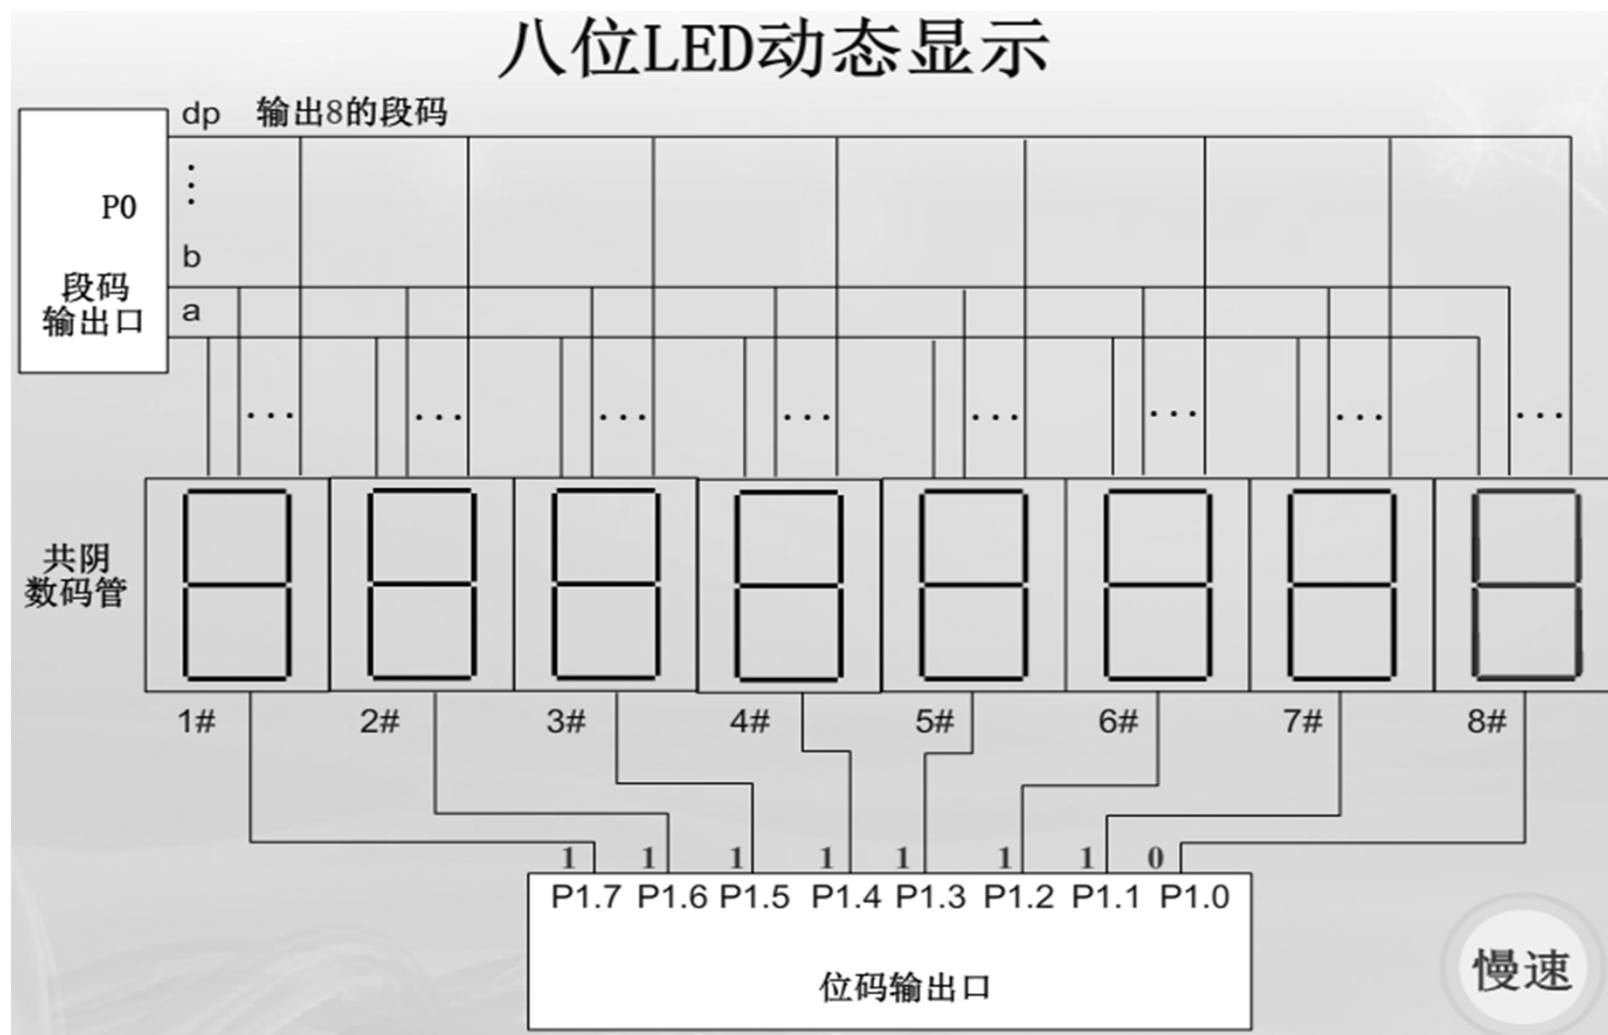 八位LED动态显示
dp 输出8的段码
P0
b
段码
a
输出口
共阴
数码管
1# 2# 3# 4# 5# 6# 7# 8#
1 1 1 1 1 1 1 0
P1.7 P1.6 P1.5 P1.4 P1.3 P1.2 P1.1 P1.0
位码输出口
慢速